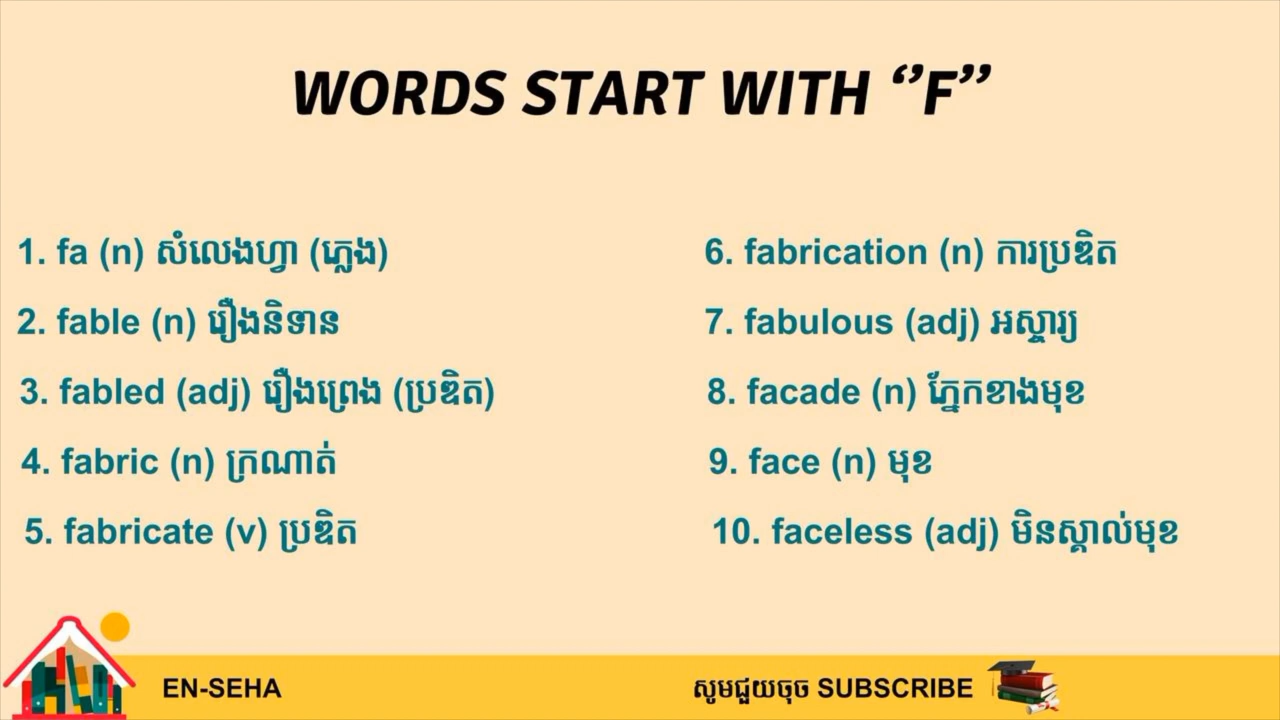 WORDS START WITH ‘’F’’
1. fa (n) សំលេងហ្វា (ភ្លេង)
2. fable (n) រឿងនិទាន
3. fabled (adj) រឿងព្រេង (ប្រឌិត)
4. fabric (n) ក្រណាត់
5. fabricate (v) ប្រឌិត
6. fabrication (n) ការប្រឌិត
7. fabulous (adj) អស្ចារ្យ
8. facade (n) ភ្នែកខាងមុខ
9. face (n) មុខ
10. faceless (adj) មិនស្គាល់មុខ
EN-SEHA
សូមជួយចុច SUBSCRIBE